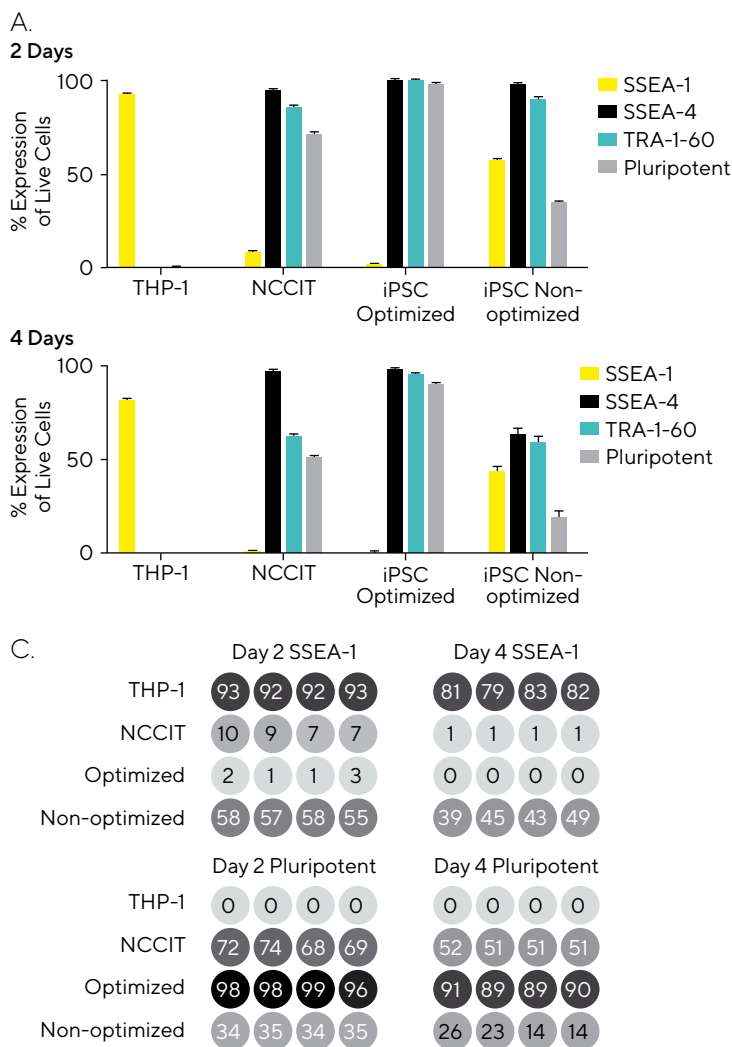 A.
2 Days
% Expression
of Live Cells
100
50
0
THP-1
NCCIT
iPSC
Optimized
iPSC Non-
optimized
SSEA-1
SSEA-4
TRA-1-60
Pluripotent
4 Days
% Expression
of Live Cells
100
50
0
THP-1
NCCIT
iPSC
Optimized
iPSC Non-
optimized
SSEA-1
SSEA-4
TRA-1-60
Pluripotent
C.
Day 2 SSEA-1 Day 4 SSEA-1
THP-1 93 92 92 93 81 79 83 82
NCCIT 10 9 7 7 1 1 1 1
Optimized 2 1 1 3 0 0 0 0
Non-optimized 58 57 58 55 39 45 43 49
Day 2 Pluripotent Day 4 Pluripotent
THP-1 0 0 0 0 0 0 0 0
NCCIT 72 74 68 69 52 51 51 51
Optimized 98 98 99 96 91 89 89 90
Non-optimized 34 35 34 35 26 23 14 14